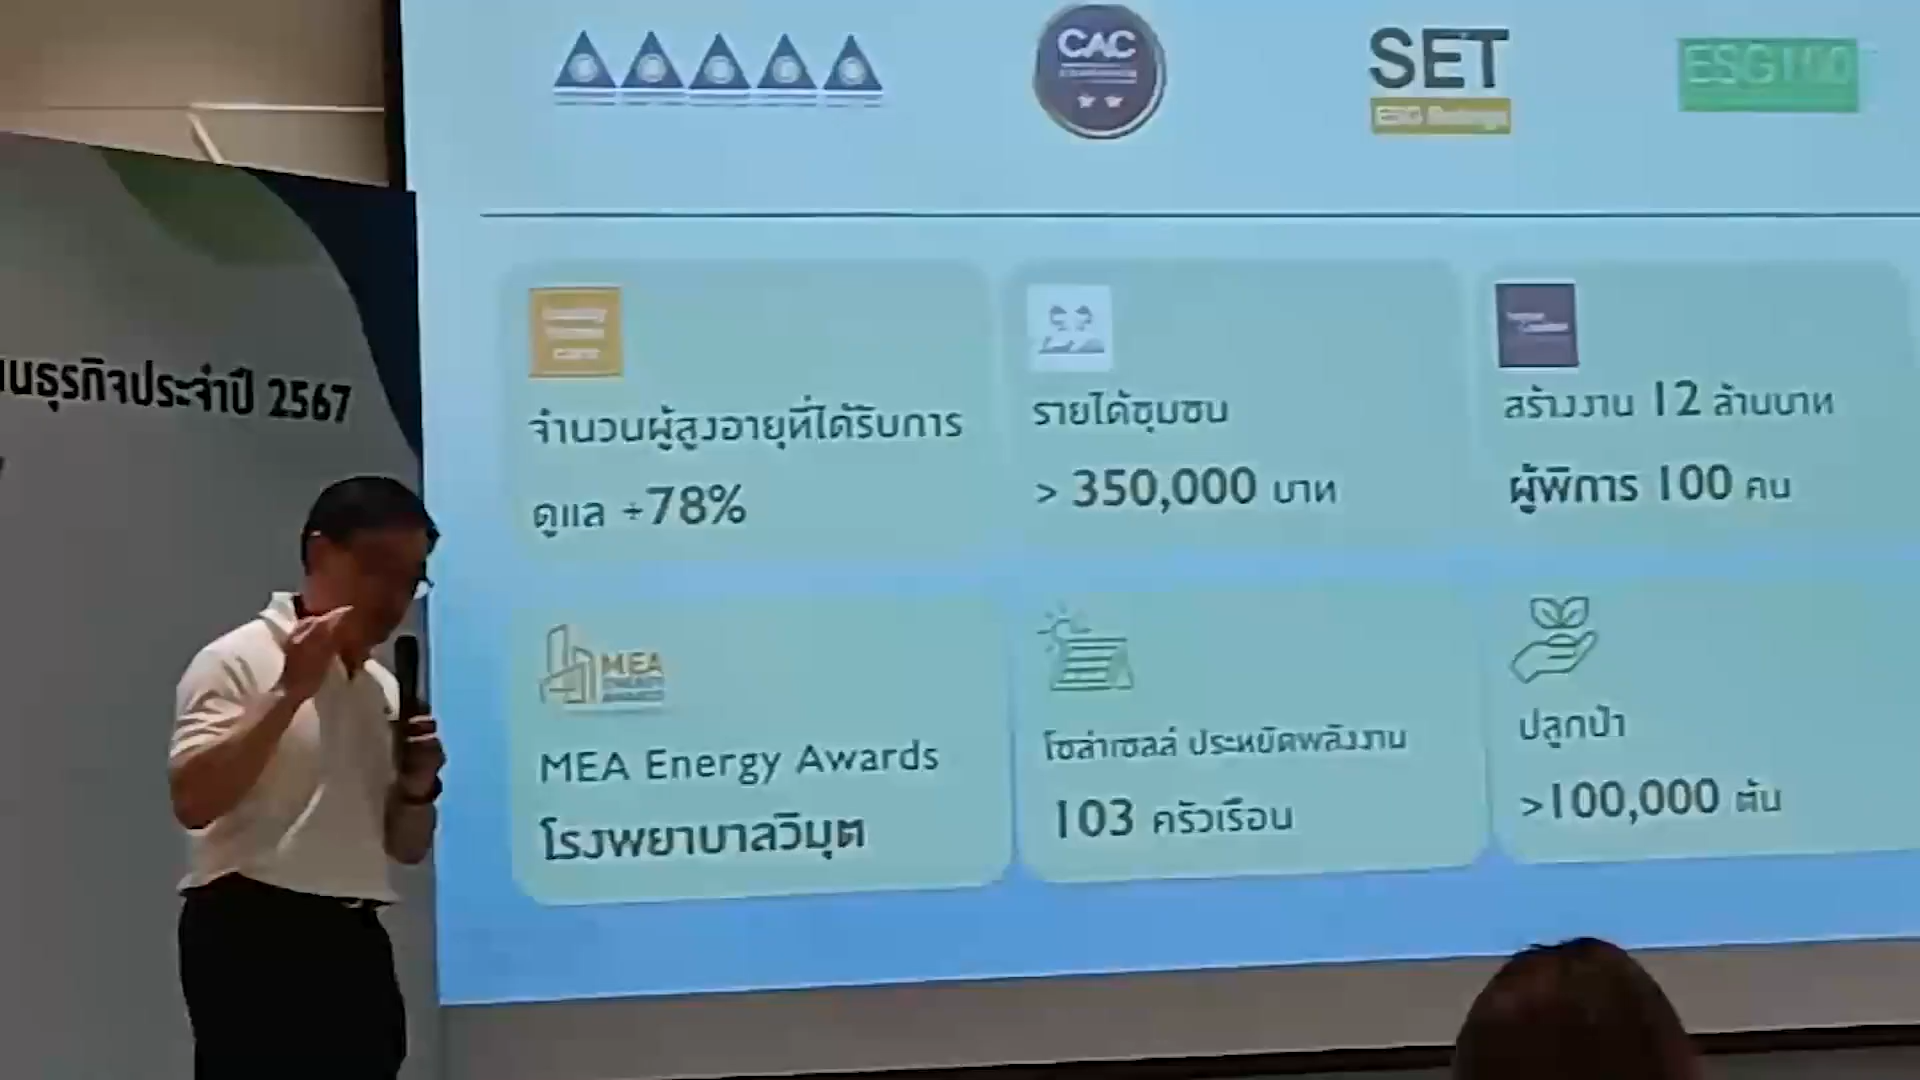 CAC
SET
ESG Ratings
ESG100
นธุรกิจประจำปี 2567
care
จำนวนผู้สูงอายุที่ได้รับการ
ดูแล +78%
รายได้ชุมชน
> 350,000 บาท
สร้างงาน 12 ล้านบาท
ผู้พิการ 100 คน
MEA
ENERGY
AWARDS
MEA Energy Awards
โรงพยาบาลวิมุต
โซล่าเซลล์ ประหยัดพลังงาน
103 ครัวเรือน
ปลูกป่า
>100,000 ต้น